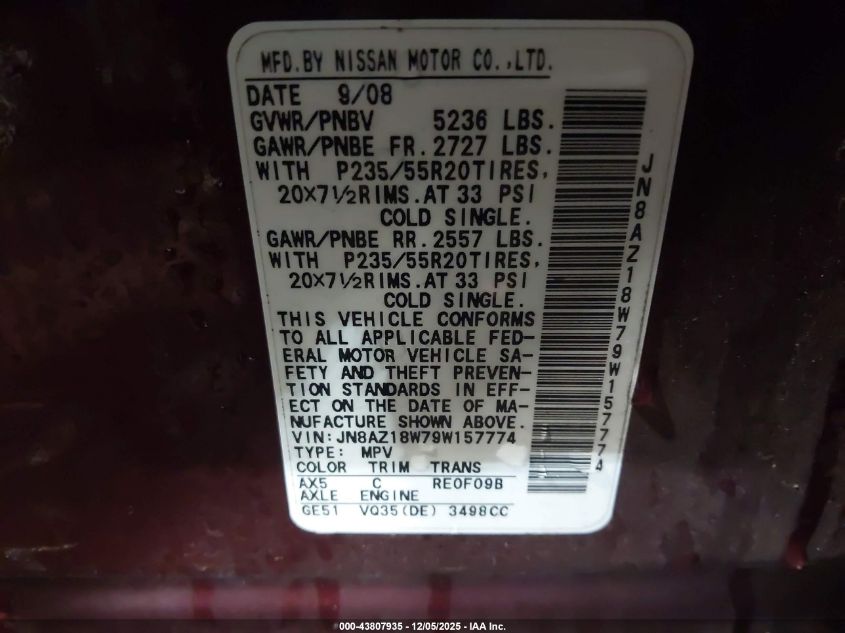 MFD.BY NISSAN MOTOR CO.,LTD.
DATE 9/08
GVWR/PNBV 5236 LBS.
GAWR/PNBE FR.2727 LBS.
WITH P235/55R20TIRES,
20×7½RIMS.AT 33 PSI
COLD SINGLE.
GAWR/PNBE RR.2557 LBS.
WITH P235/55R20TIRES,
20×7½RIMS.AT 33 PSI
COLD SINGLE.
THIS VEHICLE CONFORMS
TO ALL APPLICABLE FED-
ERAL MOTOR VEHICLE SA-
FETY AND THEFT PREVEN-
TION STANDARDS IN EFF-
ECT ON THE DATE OF MA-
NUFACTURE SHOWN ABOVE.
VIN:JN8AZ18W79W157774
TYPE: MPV
COLOR TRIM TRANS
AX5 C RE0F09B
AXLE ENGINE
GE51 VQ35(DE) 3498CC
JN8AZ18W79W157774
000-43807935 - 12/05/2025 - IAA Inc.